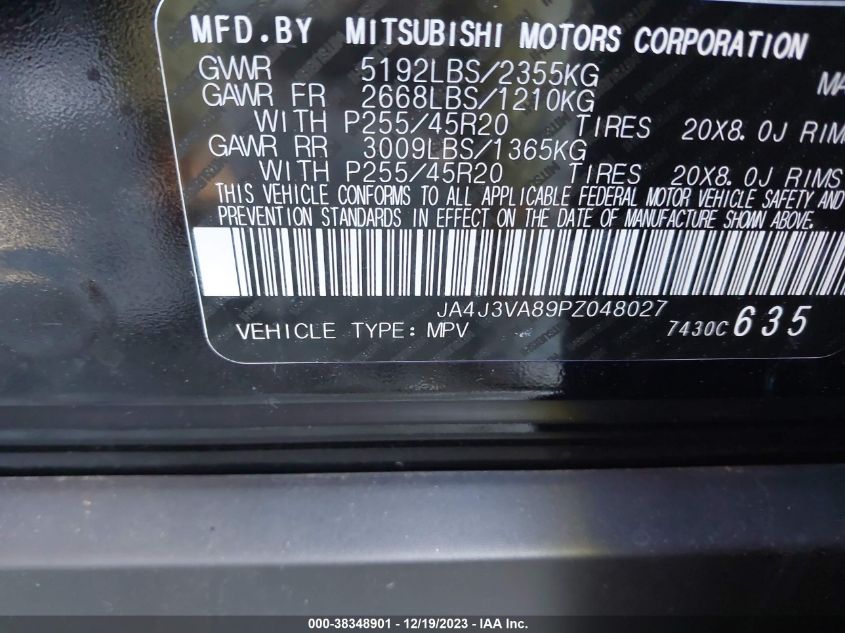 MFD.BY MITSUBISHI MOTORS CORPORATION
GVWR 5192LBS/2355KG MA
GAWR FR 2668LBS/1210KG
WITH P255/45R20 TIRES 20X8.0J RIMS
GAWR RR 3009LBS/1365KG
WITH P255/45R20 TIRES 20X8.0J RIMS
THIS VEHICLE CONFORMS TO ALL APPLICABLE FEDERAL MOTOR VEHICLE SAFETY AND
PREVENTION STANDARDS IN EFFECT ON THE DATE OF MANUFACTURE SHOWN ABOVE.
JA4J3VA89PZ048027
VEHICLE TYPE: MPV 7430C 635
000-38348901 - 12/19/2023 - IAA Inc.